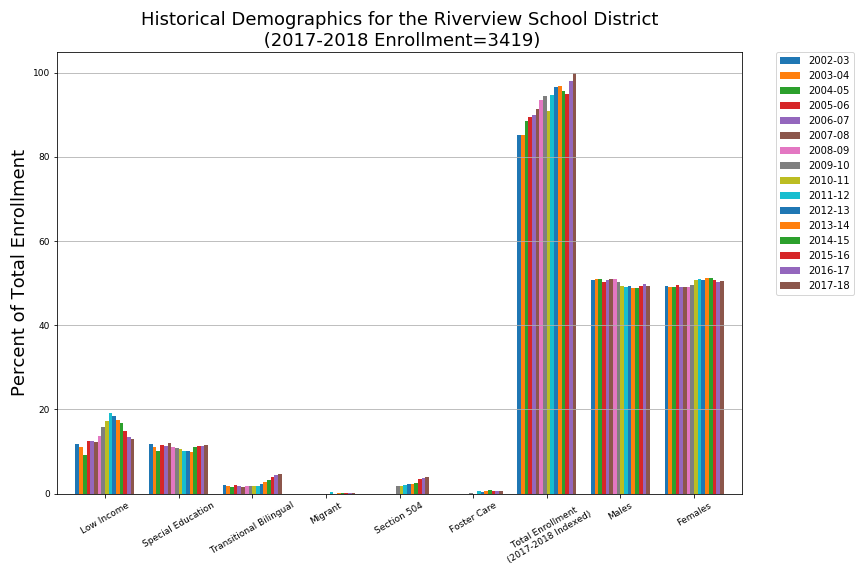 Historical Demographics for the Riverview School District
(2017-2018 Enrollment=3419)
Percent of Total Enrollment
100
80
60
40
20
0
Low Income
Special Education
Transitional Bilingual
Migrant
Section 504
Foster Care
Total Enrollment
(2017-2018 Indexed)
Males
Females
2002-03
2003-04
2004-05
2005-06
2006-07
2007-08
2008-09
2009-10
2010-11
2011-12
2012-13
2013-14
2014-15
2015-16
2016-17
2017-18